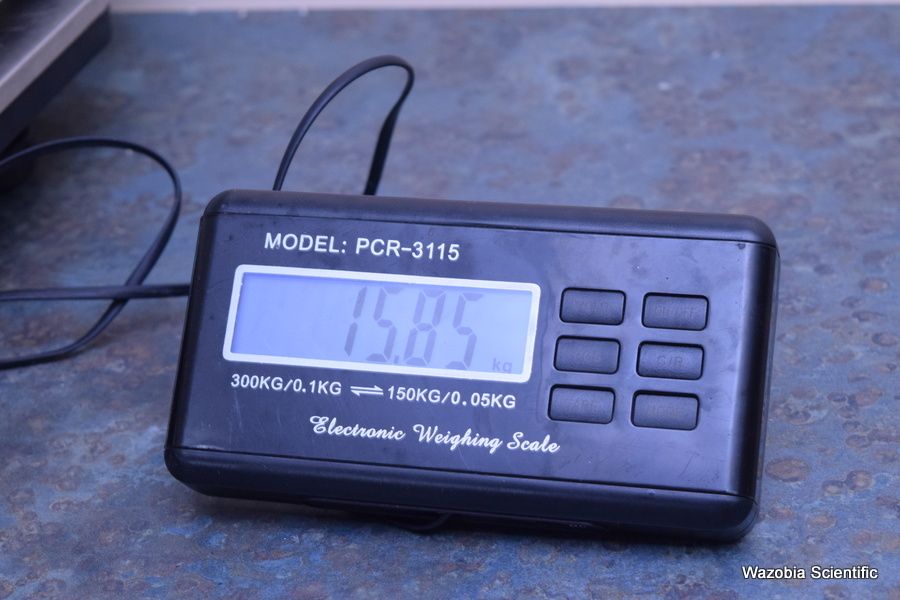 MODEL: PCR-3115
15.85
kg
300KG/0.1KG ⇌ 150KG/0.05KG
Electronic Weighing Scale
G/R
Wazobia Scientific